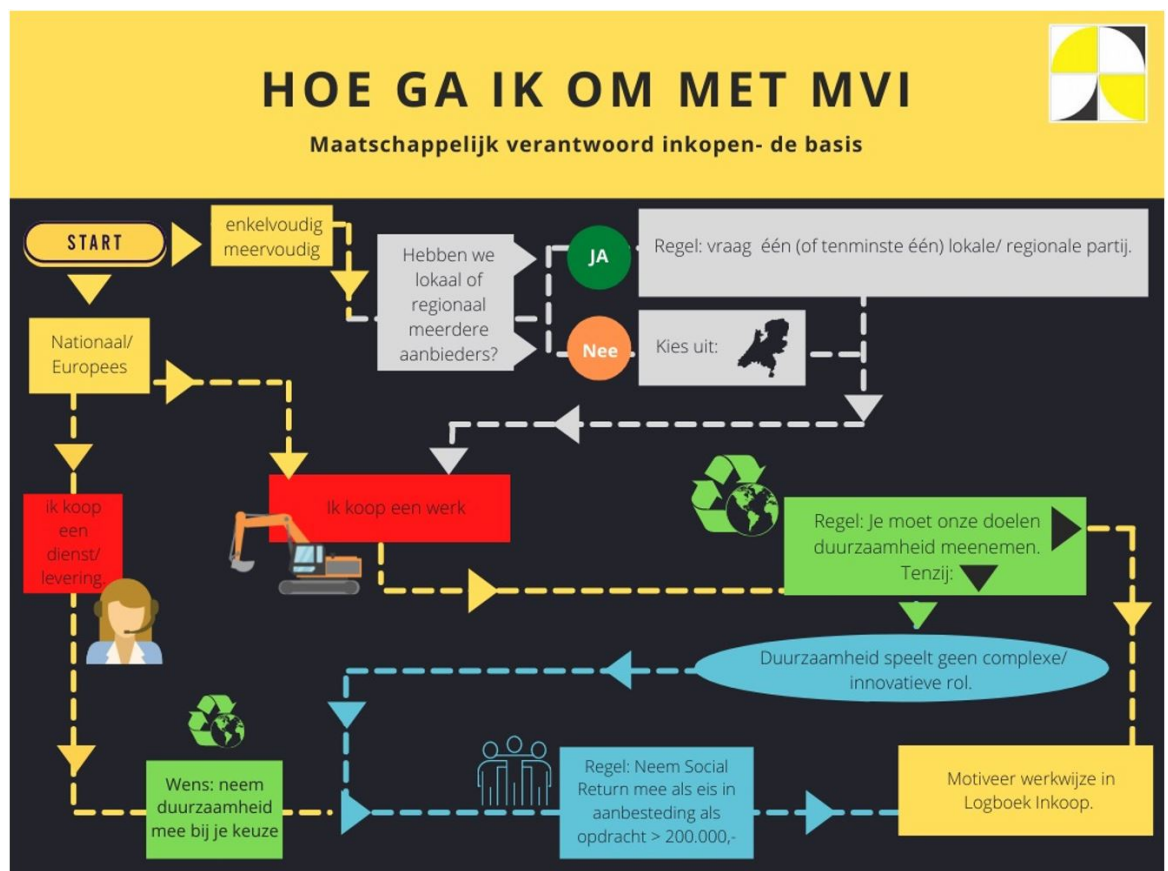 HOE GA IK OM MET MVI
Maatschappelijk verantwoord inkopen- de basis
START
enkelvoudig
meervoudig
Hebben we
lokaal of
regionaal
meerdere
aanbieders?
JA
Regel: vraag één (of tenminste één) lokale/ regionale partij.
Nee
Kies uit:
Nationaal/
Europees
ik koop
een
dienst/
levering.
Ik koop een werk
Regel: Je moet onze doelen
duurzaamheid meenemen.
Tenzij:
Duurzaamheid speelt geen complexe/
innovatieve rol.
Wens: neem
duurzaamheid
mee bij je keuze
Regel: Neem Social
Return mee als eis in
aanbesteding als
opdracht > 200.000,-
Motiveer werkwijze in
Logboek Inkoop.